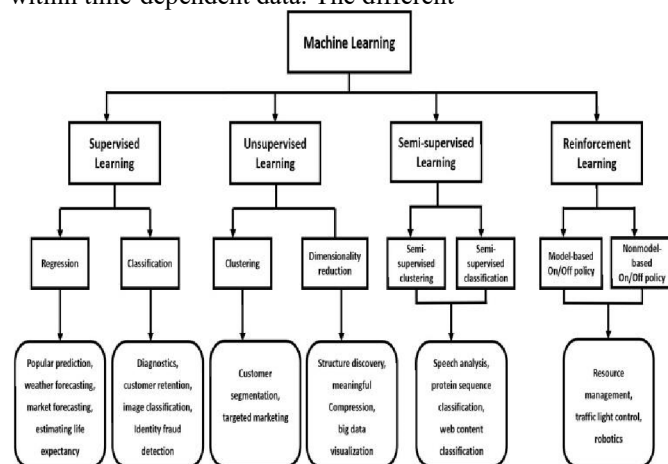 within time-dependent data. The different
Machine Learning
Supervised
Learning
Unsupervised
Learning
Semi-supervised
Learning
Reinforcement
Learning
Regression
Classification
Clustering
Dimensionality
reduction
Semi-
supervised
clustering
Semi-
supervised
classification
Model-based
On/Off policy
Nonmodel-
based
On/Off policy
Popular prediction,
weather forecasting,
market forecasting,
estimating life
expectancy
Diagnostics,
customer retention,
image classification,
Identity fraud
detection
Customer
segmentation,
targeted marketing
Structure discovery,
meaningful
Compression,
big data
visualization
Speech analysis,
protein sequence
classification,
web content
classification
Resource
management,
traffic light control,
robotics